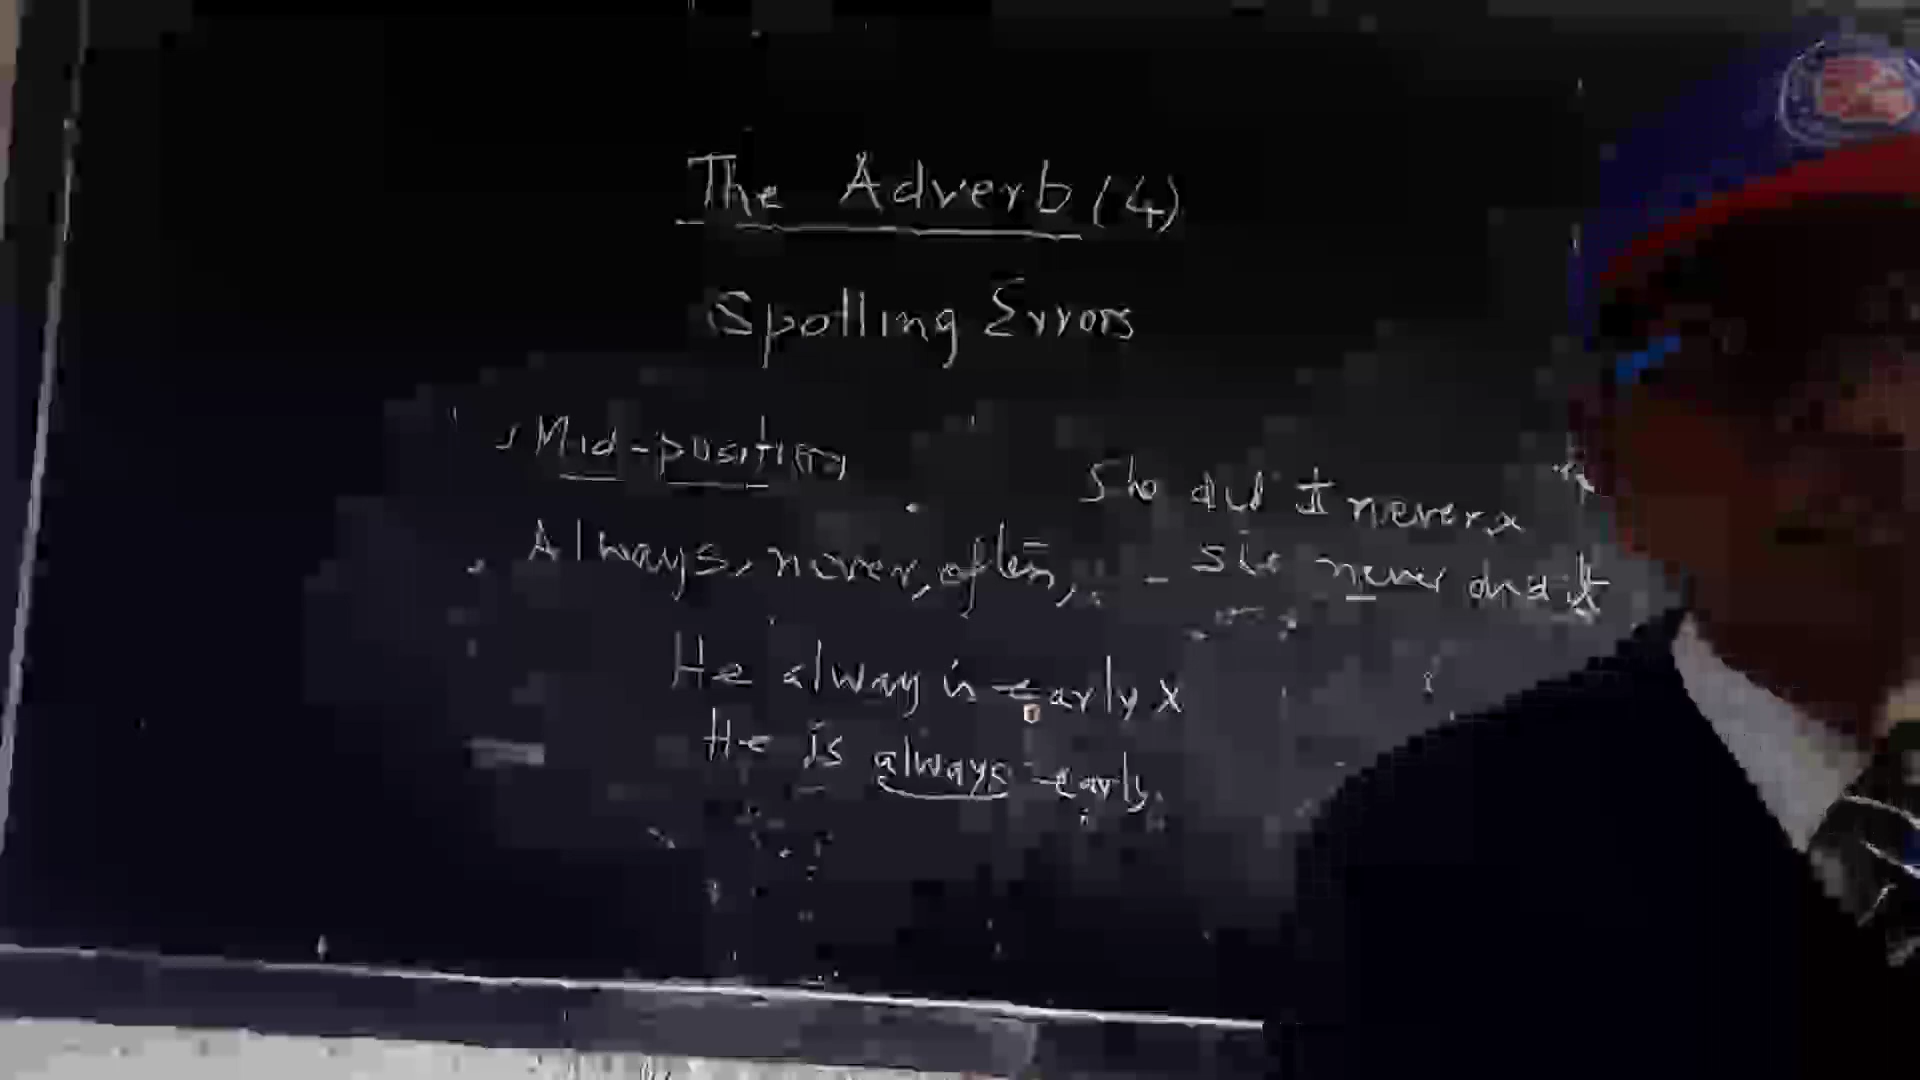 The Adverb (4)
Spotting Errors
Mid-position
Always, never, often,
She did it never x
- She never did it
He alway is early x
He is always early.